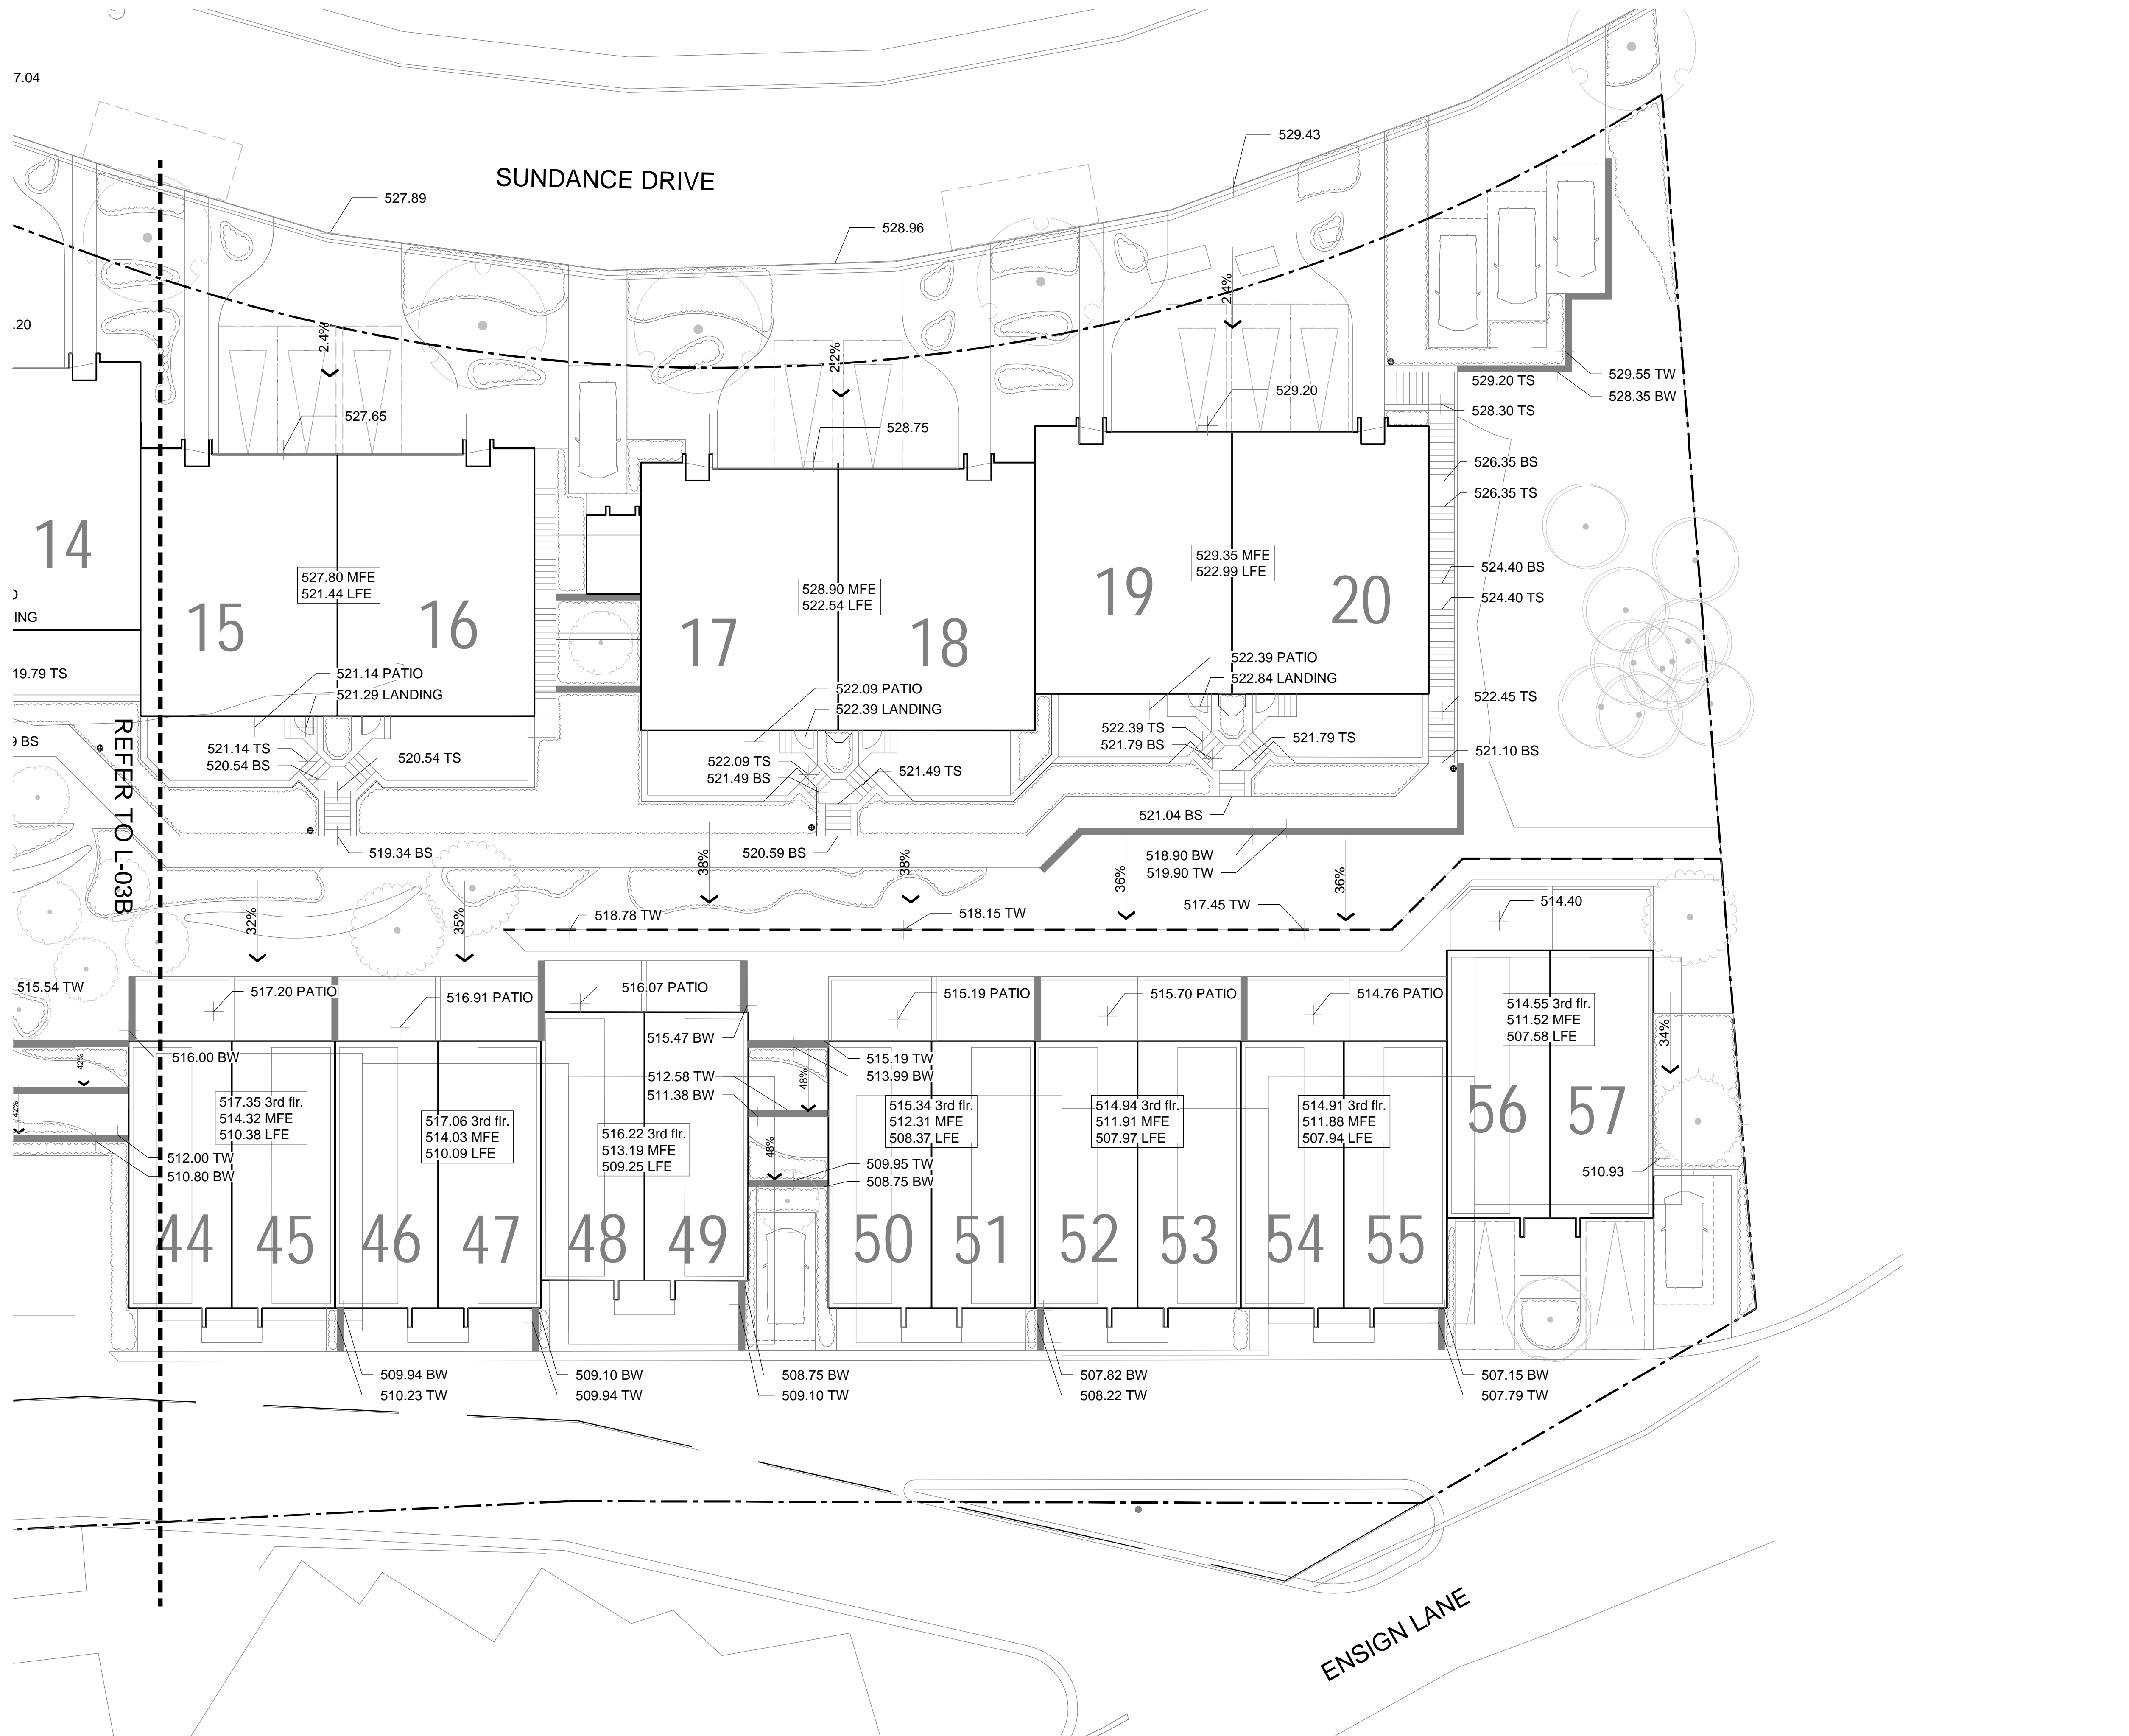 7.04
529.43
SUNDANCE DRIVE
527.89
528.96
2.4%
2.4%
2.2%
.20
529.55 TW
528.35 BW
529.20 TS
528.30 TS
527.65
528.75
529.20
526.35 BS
526.35 TS
524.40 BS
524.40 TS
522.45 TS
521.10 BS
14
15
16
17
18
19
20
527.80 MFE
521.44 LFE
528.90 MFE
522.54 LFE
529.35 MFE
522.99 LFE
ING
19.79 TS
9 BS
521.14 PATIO
521.29 LANDING
522.09 PATIO
522.39 LANDING
522.39 PATIO
522.84 LANDING
521.14 TS
520.54 BS
520.54 TS
522.09 TS
521.49 BS
521.49 TS
522.39 TS
521.79 BS
521.79 TS
REFER TO L-03B
519.34 BS
520.59 BS
521.04 BS
518.90 BW
519.90 TW
32%
35%
38%
38%
36%
36%
518.78 TW
518.15 TW
517.45 TW
514.40
515.54 TW
517.20 PATIO
516.91 PATIO
516.07 PATIO
515.19 PATIO
515.70 PATIO
514.76 PATIO
516.00 BW
515.47 BW
515.19 TW
513.99 BW
512.58 TW
511.38 BW
42%
42%
48%
48%
34%
517.35 3rd flr.
514.32 MFE
510.38 LFE
517.06 3rd flr.
514.03 MFE
510.09 LFE
516.22 3rd flr.
513.19 MFE
509.25 LFE
515.34 3rd flr.
512.31 MFE
508.37 LFE
514.94 3rd flr.
511.91 MFE
507.97 LFE
514.91 3rd flr.
511.88 MFE
507.94 LFE
514.55 3rd flr.
511.52 MFE
507.58 LFE
512.00 TW
510.80 BW
509.95 TW
508.75 BW
510.93
44
45
46
47
48
49
50
51
52
53
54
55
56
57
509.94 BW
510.23 TW
509.10 BW
509.94 TW
508.75 BW
509.10 TW
507.82 BW
508.22 TW
507.15 BW
507.79 TW
ENSIGN LANE